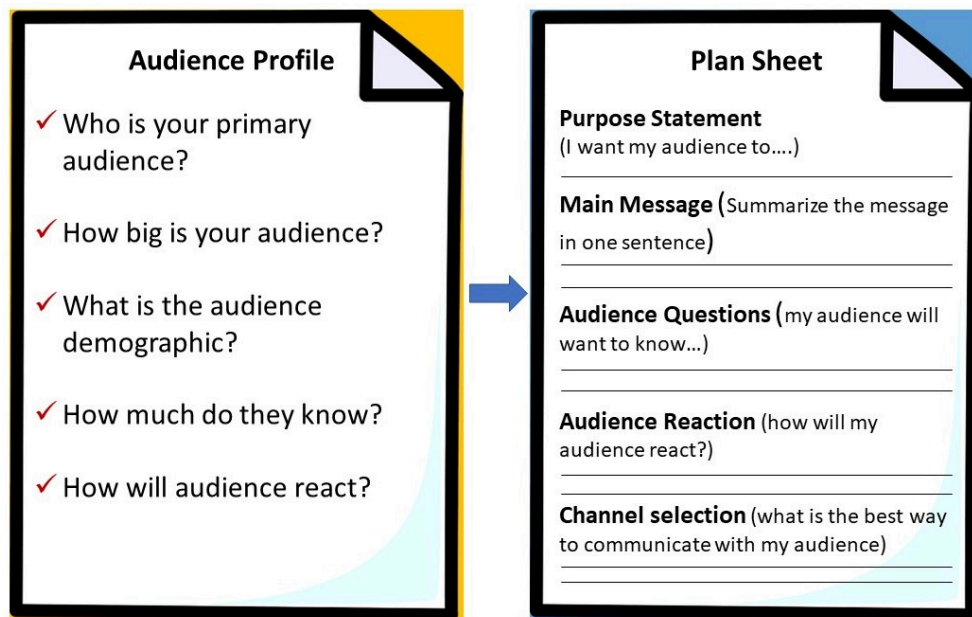 Audience Profile
✓ Who is your primary
audience?
✓ How big is your audience?
✓ What is the audience
demographic?
✓ How much do they know?
✓ How will audience react?
Plan Sheet
Purpose Statement
(I want my audience to....)
Main Message (Summarize the message
in one sentence)
Audience Questions (my audience will
want to know...)
Audience Reaction (how will my
audience react?)
Channel selection (what is the best way
to communicate with my audience)